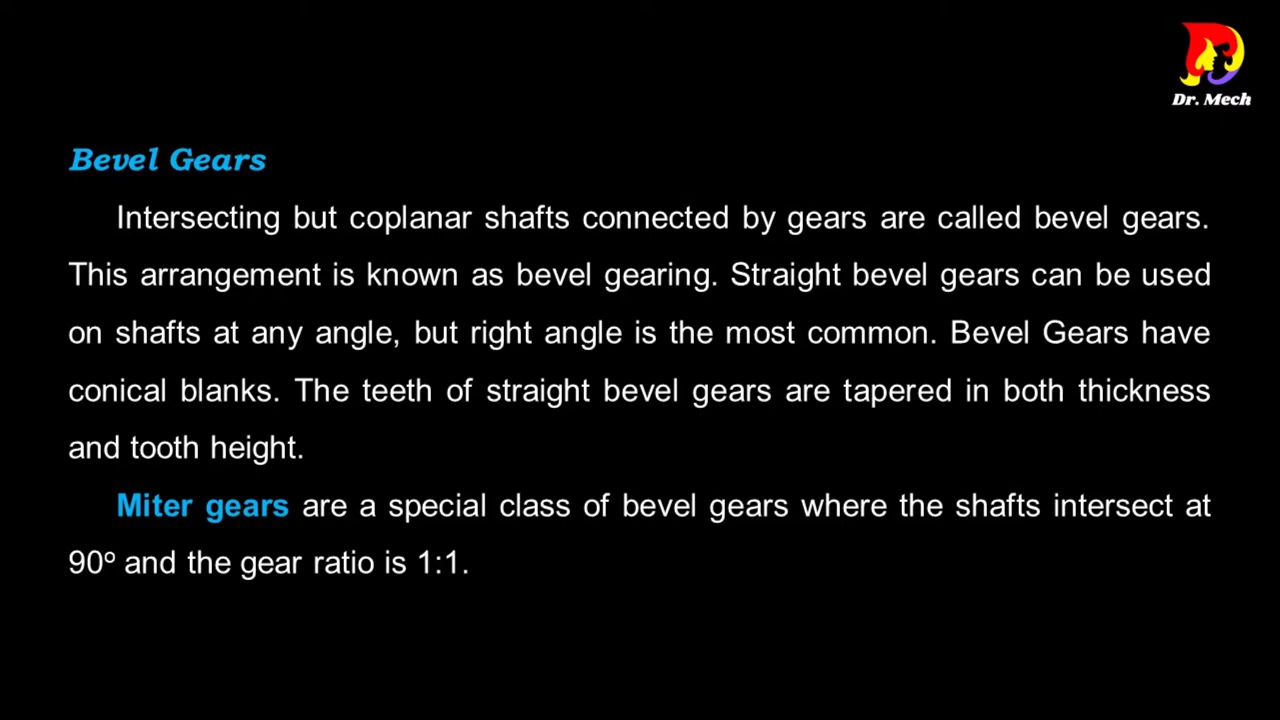 Dr. Mech
Bevel Gears
Intersecting but coplanar shafts connected by gears are called bevel gears.
This arrangement is known as bevel gearing. Straight bevel gears can be used
on shafts at any angle, but right angle is the most common. Bevel Gears have
conical blanks. The teeth of straight bevel gears are tapered in both thickness
and tooth height.
Miter gears are a special class of bevel gears where the shafts intersect at
90º and the gear ratio is 1:1.